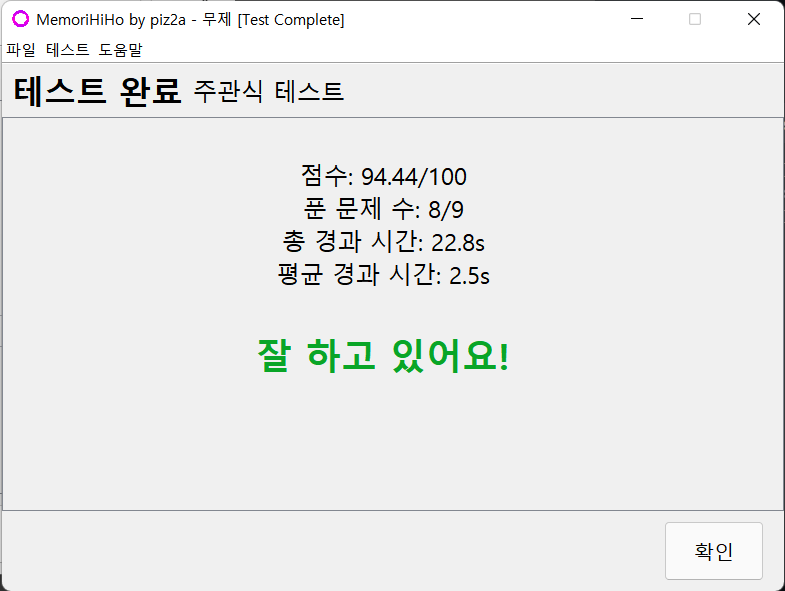 MemoriHiHo by piz2a - 무제 [Test Complete]
파일 테스트 도움말
테스트 완료 주관식 테스트
점수: 94.44/100
푼 문제 수: 8/9
총 경과 시간: 22.8s
평균 경과 시간: 2.5s
잘 하고 있어요!
확인